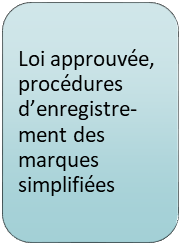 Loi approuvée,
procédures
d’enregistre-
ment des
marques
simplifiées